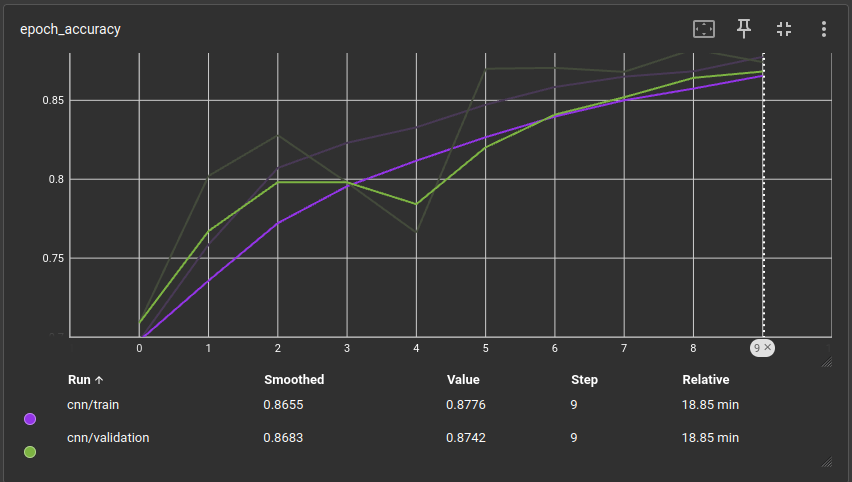 epoch_accuracy
0.85
0.8
0.75
0 1 2 3 4 5 6 7 8 9 ×
Run ↑ Smoothed Value Step Relative
cnn/train 0.8655 0.8776 9 18.85 min
cnn/validation 0.8683 0.8742 9 18.85 min